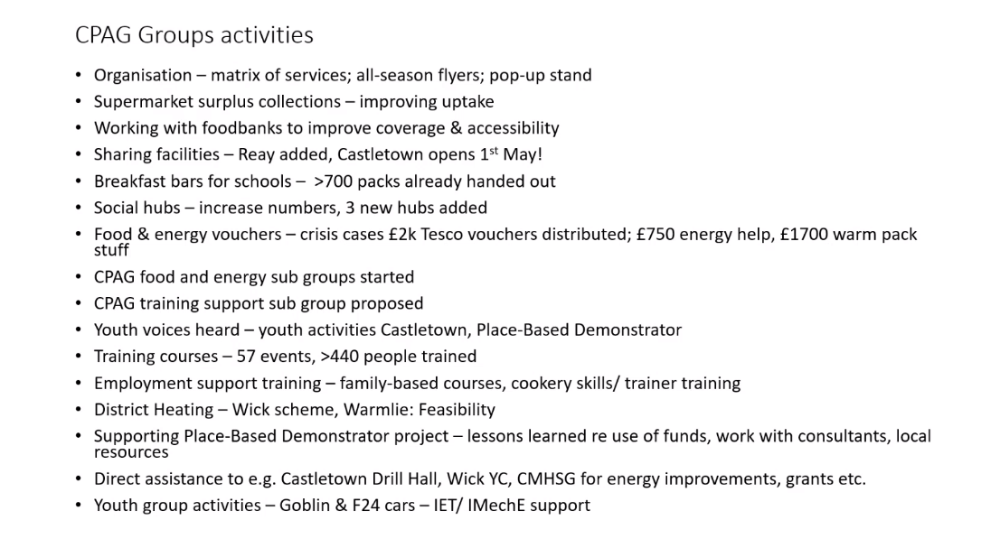 CPAG Groups activities
• Organisation – matrix of services; all-season flyers; pop-up stand
• Supermarket surplus collections – improving uptake
• Working with foodbanks to improve coverage & accessibility
• Sharing facilities – Reay added, Castletown opens 1st May!
• Breakfast bars for schools – >700 packs already handed out
• Social hubs – increase numbers, 3 new hubs added
• Food & energy vouchers – crisis cases £2k Tesco vouchers distributed; £750 energy help, £1700 warm pack
stuff
• CPAG food and energy sub groups started
• CPAG training support sub group proposed
• Youth voices heard – youth activities Castletown, Place-Based Demonstrator
• Training courses – 57 events, >440 people trained
• Employment support training – family-based courses, cookery skills/ trainer training
• District Heating – Wick scheme, Warmlie: Feasibility
• Supporting Place-Based Demonstrator project – lessons learned re use of funds, work with consultants, local
resources
• Direct assistance to e.g. Castletown Drill Hall, Wick YC, CMHSG for energy improvements, grants etc.
• Youth group activities – Goblin & F24 cars – IET/ IMechE support